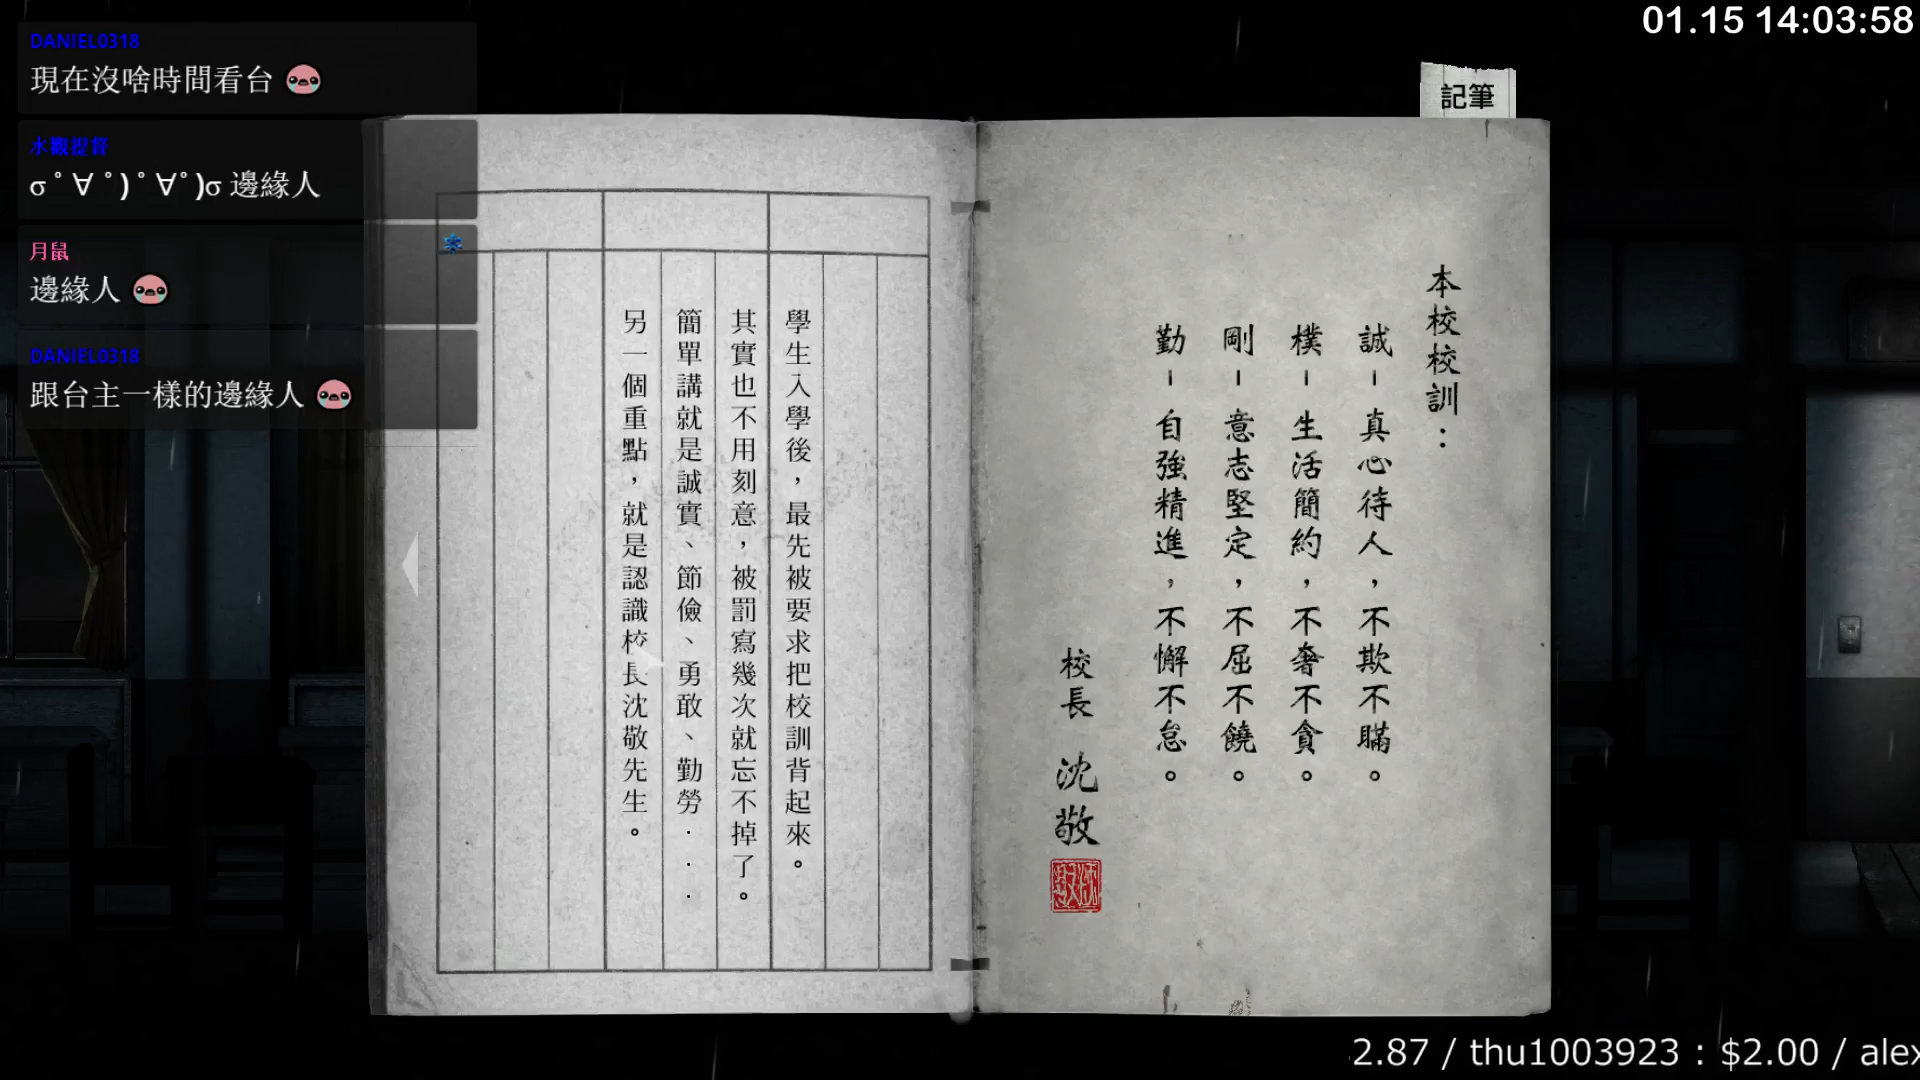 DANIEL0318
現在沒啥時間看台
水觀提督
σ ﾟ ∀ ﾟ) ﾟ∀ﾟ)σ 邊緣人
月鼠
邊緣人
DANIEL0318
跟台主一樣的邊緣人
01.15 14:03:58
記筆
本校校訓：
誠－真心待人，不欺不瞞。
樸－生活簡約，不奢不貪。
剛－意志堅定，不屈不饒。
勤－自強精進，不懈不怠。
校長 沈敬
學生入學後，最先被要求把校訓背起來。
其實也不用刻意，被罰寫幾次就忘不掉了。
簡單講就是誠實、節儉、勇敢、勤勞．．．
另一個重點，就是認識校長沈敬先生。
2.87 / thu1003923 : $2.00 / alex